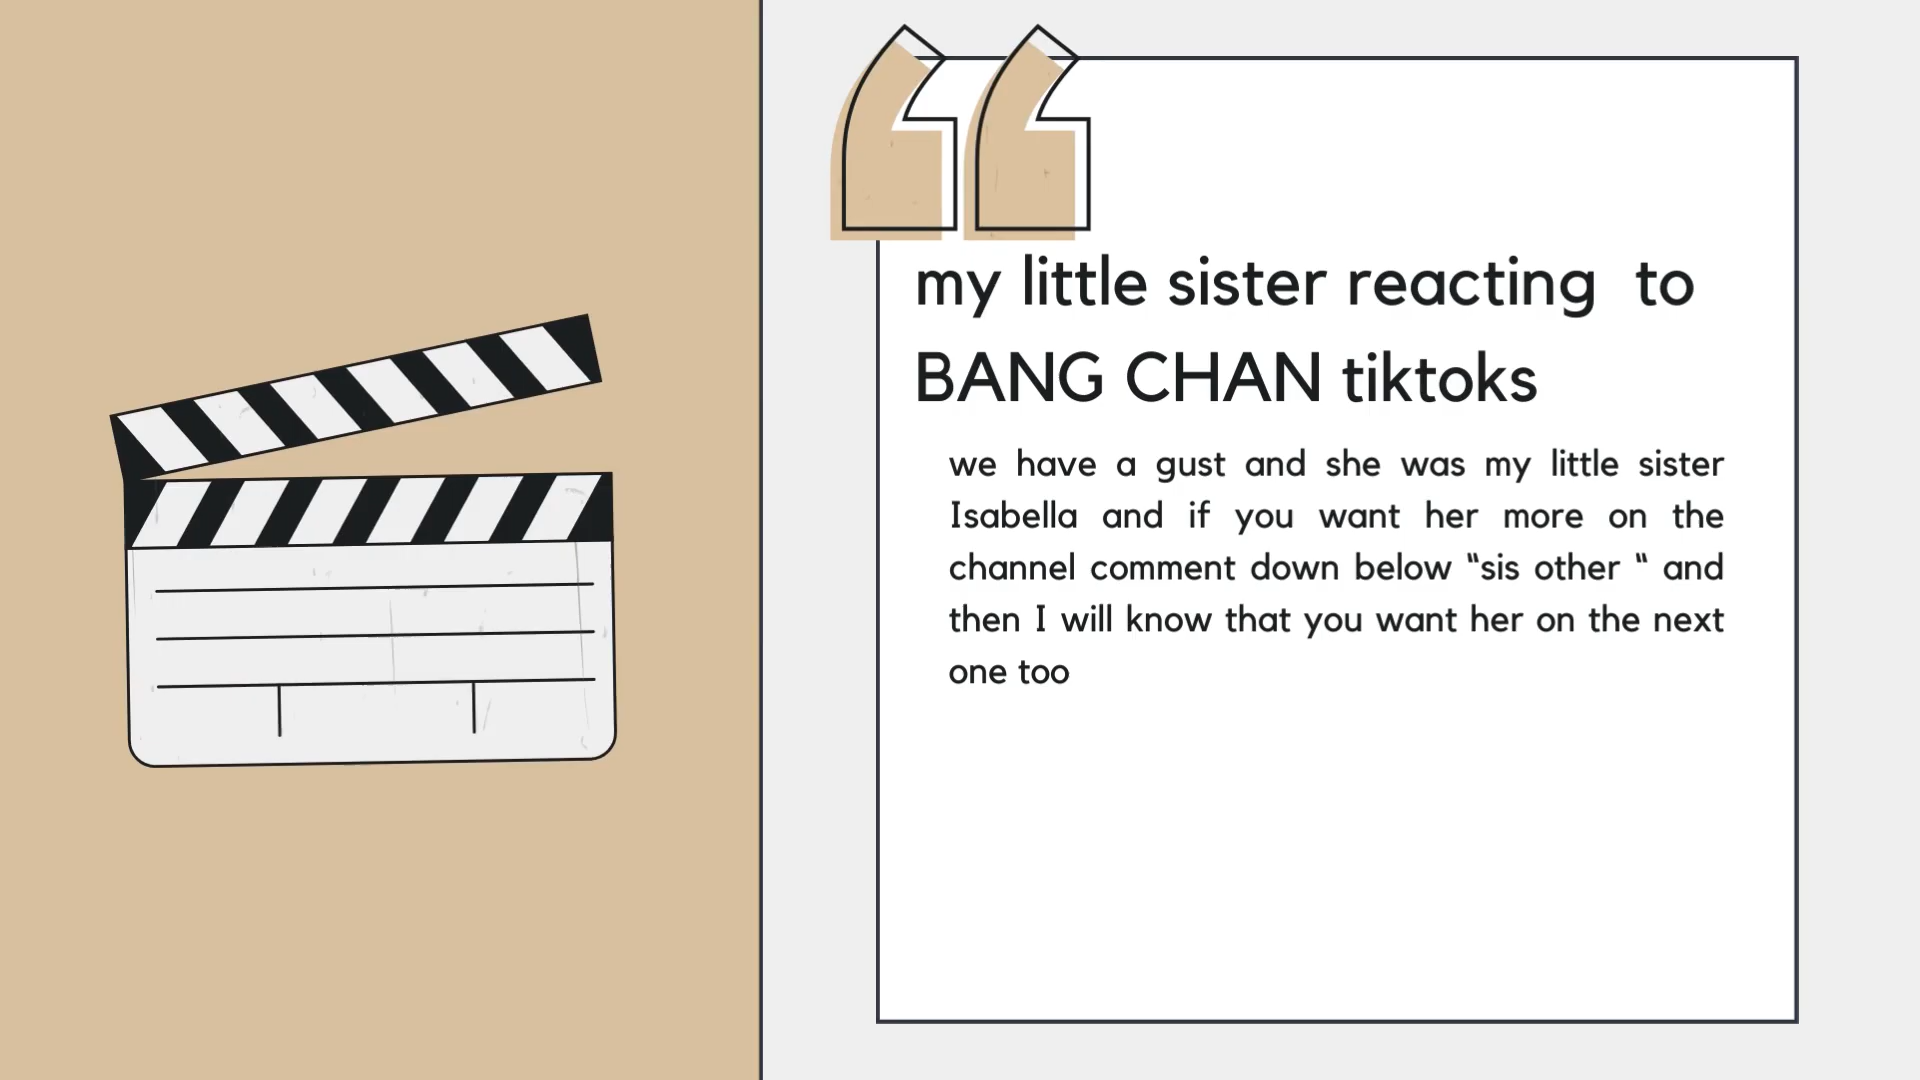 my little sister reacting  to
BANG CHAN tiktoks
we have a gust and she was my little sister
Isabella and if you want her more on the
channel comment down below “sis other “ and
then I will know that you want her on the next
one too